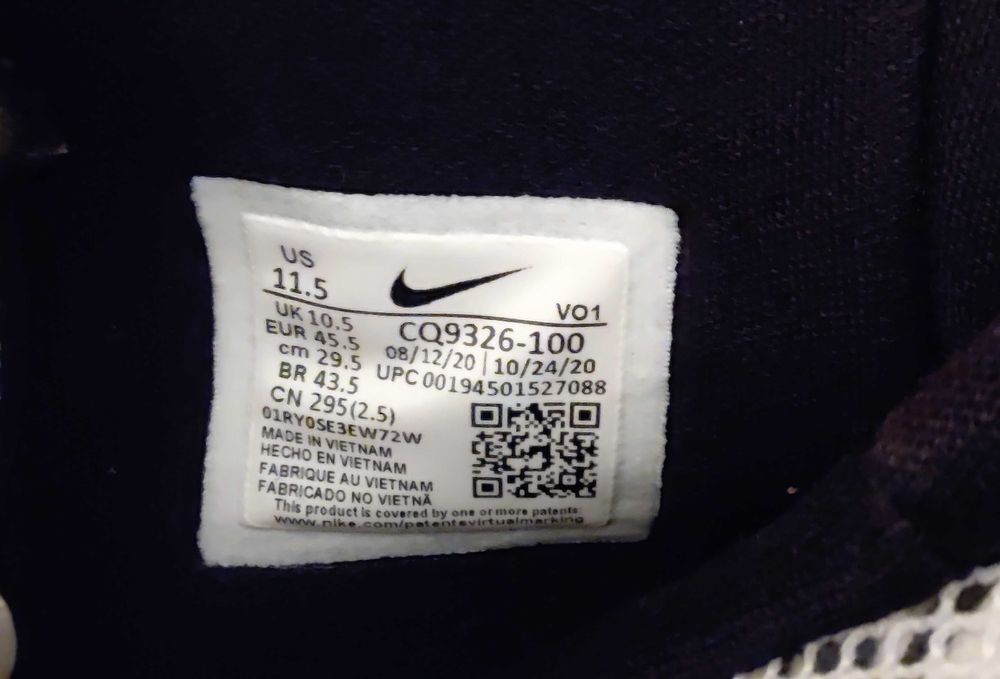 US
11.5
VO1
UK 10.5
EUR 45.5
cm 29.5
BR 43.5
CN 295(2.5)
CQ9326-100
08/12/20 | 10/24/20
UPC 00194501527088
01RY0SE3EW72W
MADE IN VIETNAM
HECHO EN VIETNAM
FABRIQUE AU VIETNAM
FABRICADO NO VIETNÃ
This product is covered by one or more patents
www.nike.com/patentsvirtualmarking